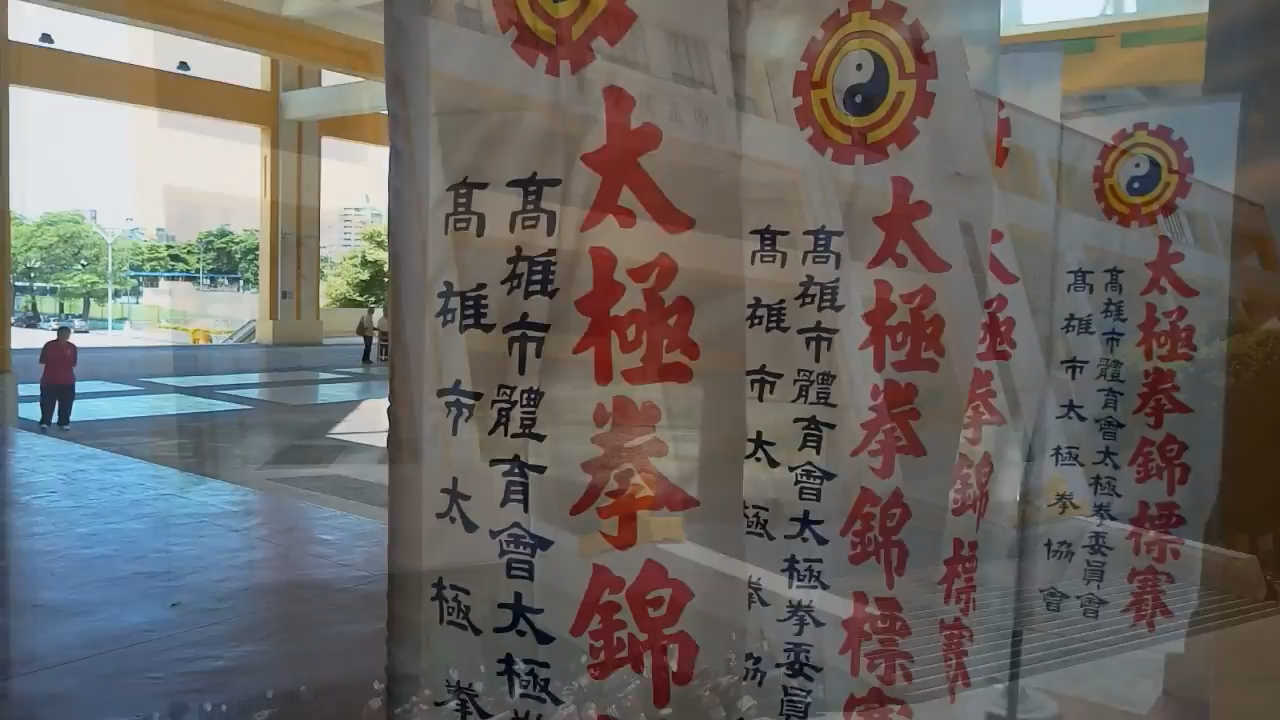 太極拳錦
高雄市體育會太極拳
高雄市太極拳
太極拳錦標賽
高雄市體育會太極拳委員
高雄市太極拳協
太極拳錦標賽
太極拳錦標賽
高雄市體育會太極拳委員會
高雄市太極拳協會